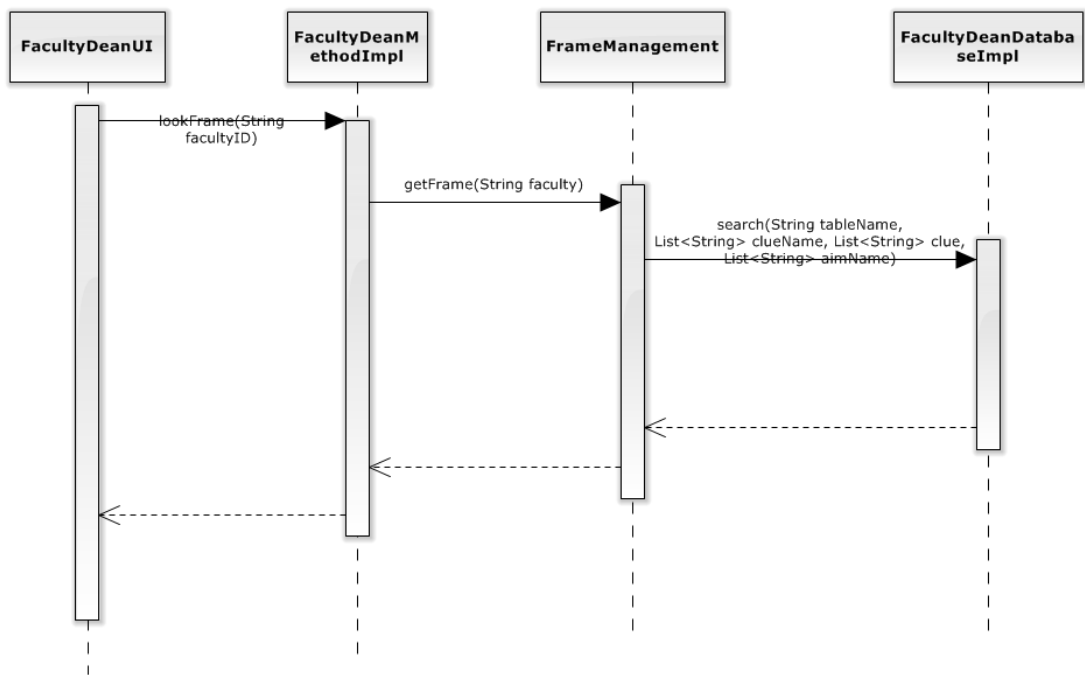 FacultyDeanUI
FacultyDeanM
ethodImpl
FrameManagement
FacultyDeanDataba
seImpl
lookFrame(String
facultyID)
getFrame(String faculty)
search(String tableName,
List<String> clueName, List<String> clue,
List<String> aimName)